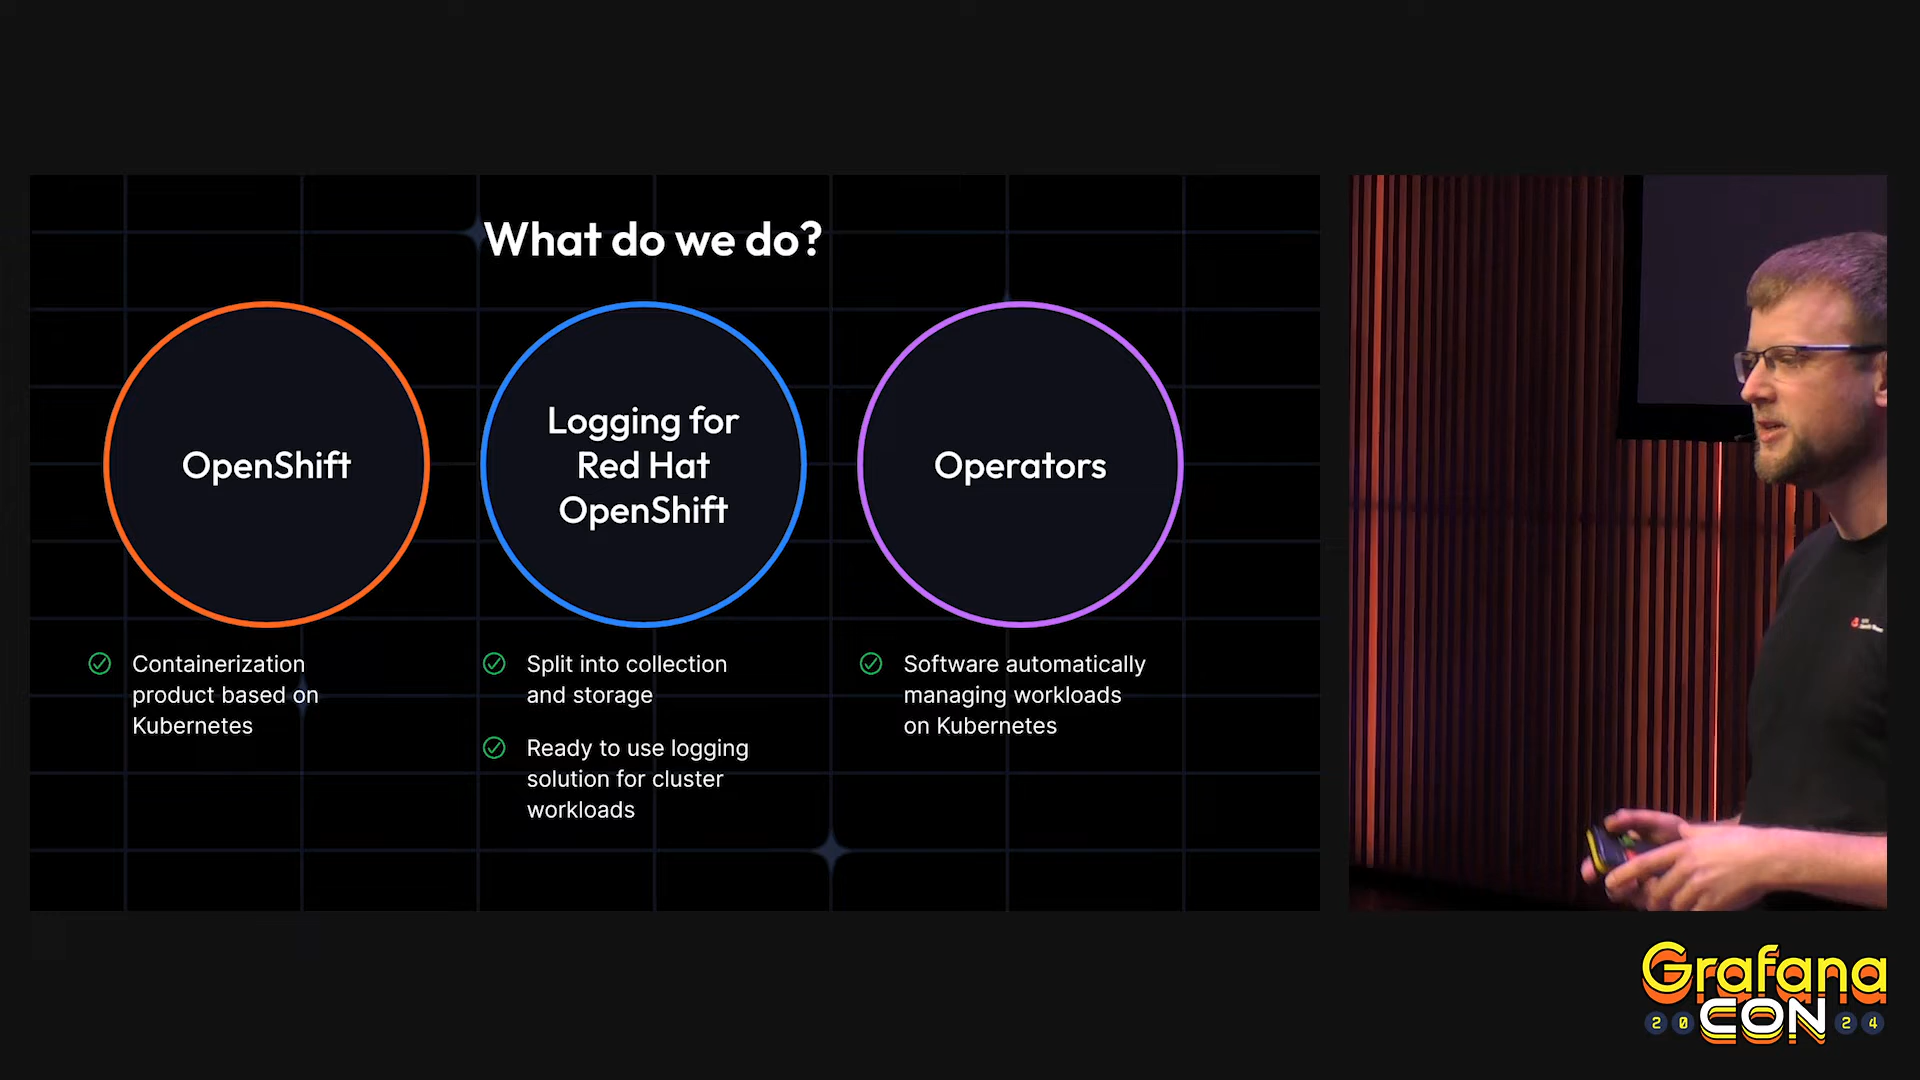 What do we do?
OpenShift
Logging for
Red Hat
OpenShift
Operators
Containerization
product based on
Kubernetes
Split into collection
and storage
Ready to use logging
solution for cluster
workloads
Software automatically
managing workloads
on Kubernetes
Grafana
2 0 CON 2 4